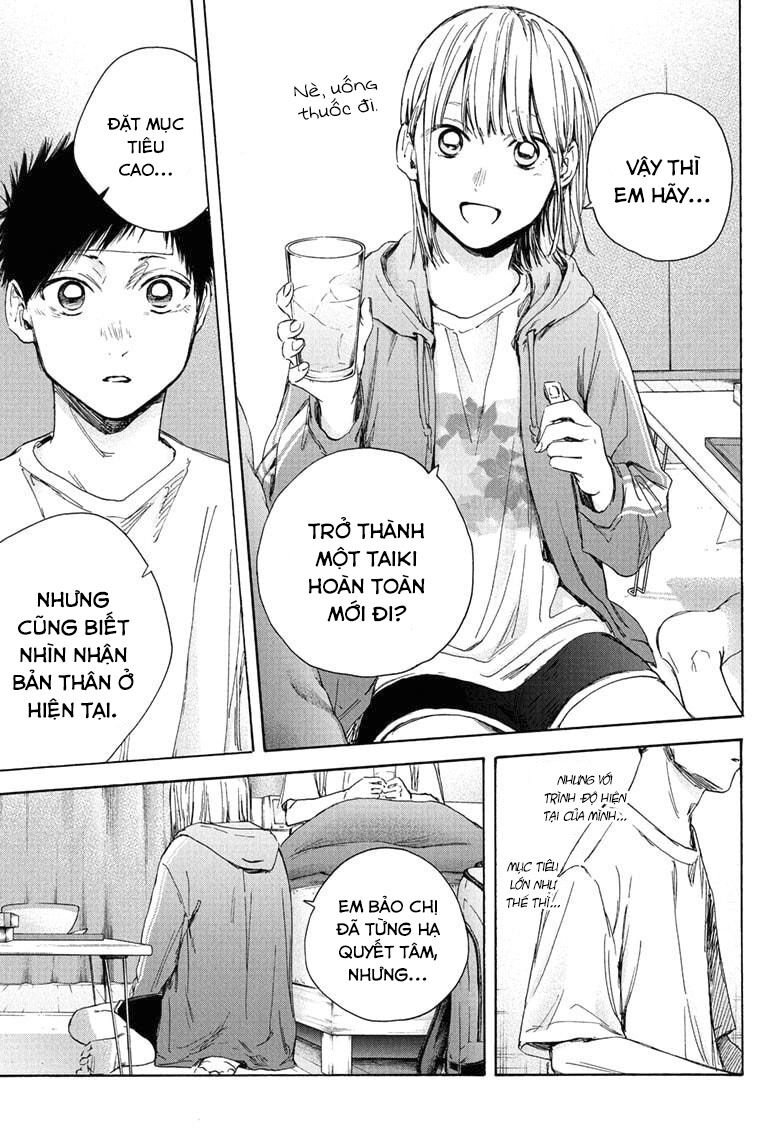 VẬY THÌ
EM HÃY...
Nè, uống
thuốc đi.
TRỞ THÀNH
MỘT TAIKI
HOÀN TOÀN
MỚI ĐI?
ĐẶT MỤC
TIÊU
CAO...
NHƯNG
CŨNG BIẾT
NHÌN NHẬN
BẢN THÂN Ở
HIỆN TẠI.
NHƯNG VỚI
TRÌNH ĐỘ HIỆN
TẠI CỦA MÌNH...
MỤC TIÊU
LỚN NHƯ
THẾ THÌ...
EM BẢO CHỊ
ĐÃ TỪNG HẠ
QUYẾT TÂM,
NHƯNG...